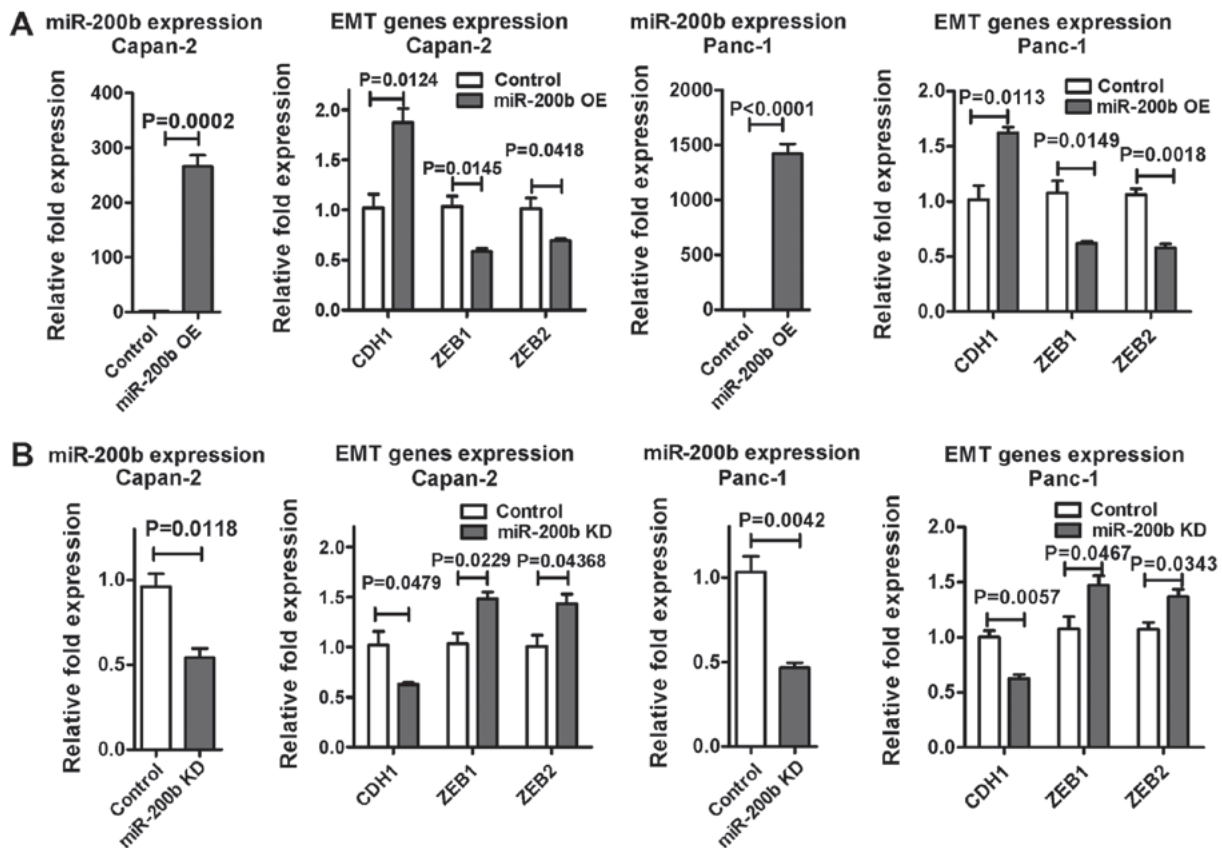 A
miR-200b expression
Capan-2
Relative fold expression
400
300
200
100
0
P=0.0002
Control
miR-200b OE
EMT genes expression
Capan-2
Control
miR-200b OE
Relative fold expression
2.0
1.5
1.0
0.5
0.0
P=0.0124
P=0.0145
P=0.0418
CDH1
ZEB1
ZEB2
miR-200b expression
Panc-1
Relative fold expression
2000
1500
1000
500
0
P<0.0001
Control
miR-200b OE
EMT genes expression
Panc-1
Control
miR-200b OE
Relative fold expression
2.0
1.5
1.0
0.5
0.0
P=0.0113
P=0.0149
P=0.0018
CDH1
ZEB1
ZEB2
B
miR-200b expression
Capan-2
Relative fold expression
1.0
0.5
0.0
P=0.0118
Control
miR-200b KD
EMT genes expression
Capan-2
Control
miR-200b KD
Relative fold expression
2.0
1.5
1.0
0.5
0.0
P=0.0479
P=0.0229
P=0.04368
CDH1
ZEB1
ZEB2
miR-200b expression
Panc-1
Relative fold expression
1.0
0.5
0.0
P=0.0042
Control
miR-200b KD
EMT genes expression
Panc-1
Control
miR-200b KD
Relative fold expression
2.0
1.5
1.0
0.5
0.0
P=0.0057
P=0.0467
P=0.0343
CDH1
ZEB1
ZEB2